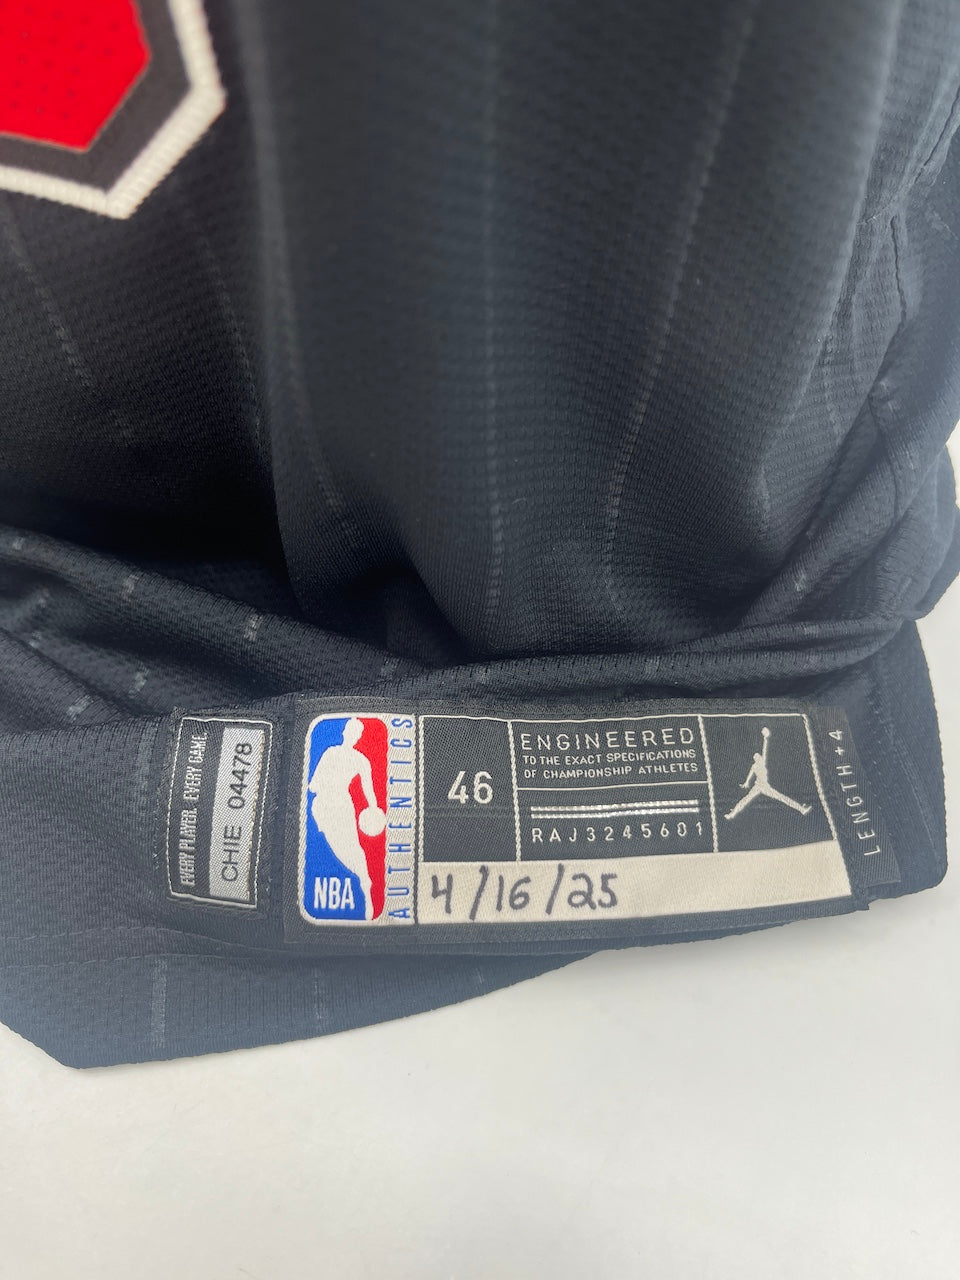 EVERY PLAYER. EVERY GAME.
CHIE 04478
NBA
AUTHENTICS
46
ENGINEERED
TO THE EXACT SPECIFICATIONS
OF CHAMPIONSHIP ATHLETES
RAJ3245601
4/16/25
LENGTH+4